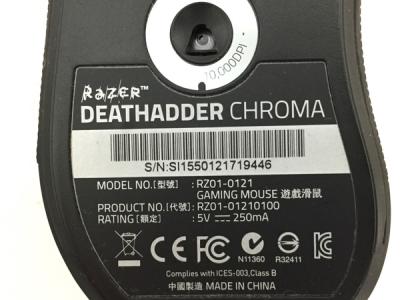 10,000DPI
RAZER™
DEATHADDER CHROMA
S/N:SI1550121719446
MODEL NO.[型號] : RZ01-0121
GAMING MOUSE 遊戲滑鼠
PRODUCT NO.[代號]: RZ01-01210100
RATING [額定] : 5V ⎓ 250mA
CE FC
N11360 R32411
Complies with ICES-003,Class B
中國製造 MADE IN CHINA